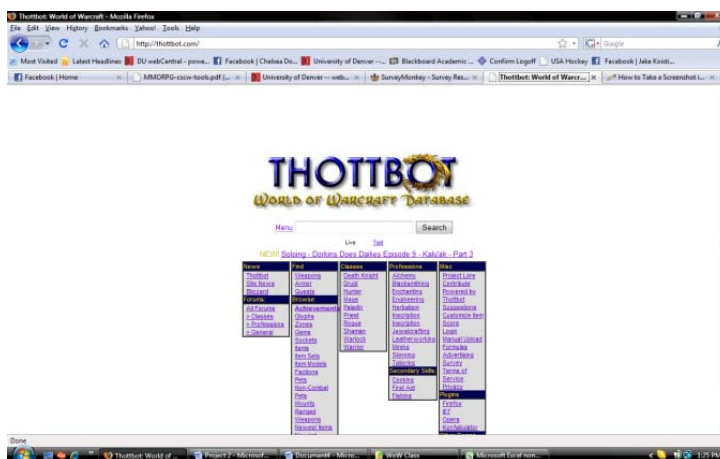 Thottbot: World of Warcraft - Mozilla Firefox
File Edit View History Bookmarks Yahoo! Tools Help
http://thottbot.com/
Google
Most Visited Latest Headlines DU webCentral - powe... Facebook | Chelsea Do... University of Denver --... Blackboard Academic ... Confirm Logoff USA Hockey Facebook | Jake
Facebook | Home MMORPG-cscw-tools.pdf (... University of Denver -- web... SurveyMonkey - Survey Res... Thottbot: World of Warcr... How to Take a Screenshot i...
THOTTBOT
WORLD OF WARCRAFT DATABASE
Menu Search
Live Test
NEW! Soloing - Dorkins Does Dailies Episode 9 - Kalu'ak - Part 3
News
Thottbot
Site News
Blizzard
Forums:
All Forums
> Classes
> Professions
> General
Find
Weapons
Armor
Quests
Browse
Achievements
Glyphs
Zones
Gems
Sockets
Items
Item Sets
Item Models
Factions
Pets
Non-Combat
Pets
Mounts
Ranged
Weapons
Newest Items
Classes
Death Knight
Druid
Hunter
Mage
Paladin
Priest
Rogue
Shaman
Warlock
Warrior
Professions
Alchemy
Blacksmithing
Enchanting
Engineering
Herbalism
Inscription
Inscription
Jewelcrafting
Leatherworking
Mining
Skinning
Tailoring
Secondary Skills
Cooking
First Aid
Fishing
Misc
Project Lore
Contribute
Powered by
Thottbot
Suggestions
Customize Item
Score
Login
Manual Upload
Formulas
Advertising
Survey
Terms of
Service
Privacy
Plugins
Firefox
IE7
Opera
Konfabulator
Done
Thottbot: World of ... Project 2 - Microsof... Document4 - Micro... WoW Class Microsoft Excel non... 1:25 PM